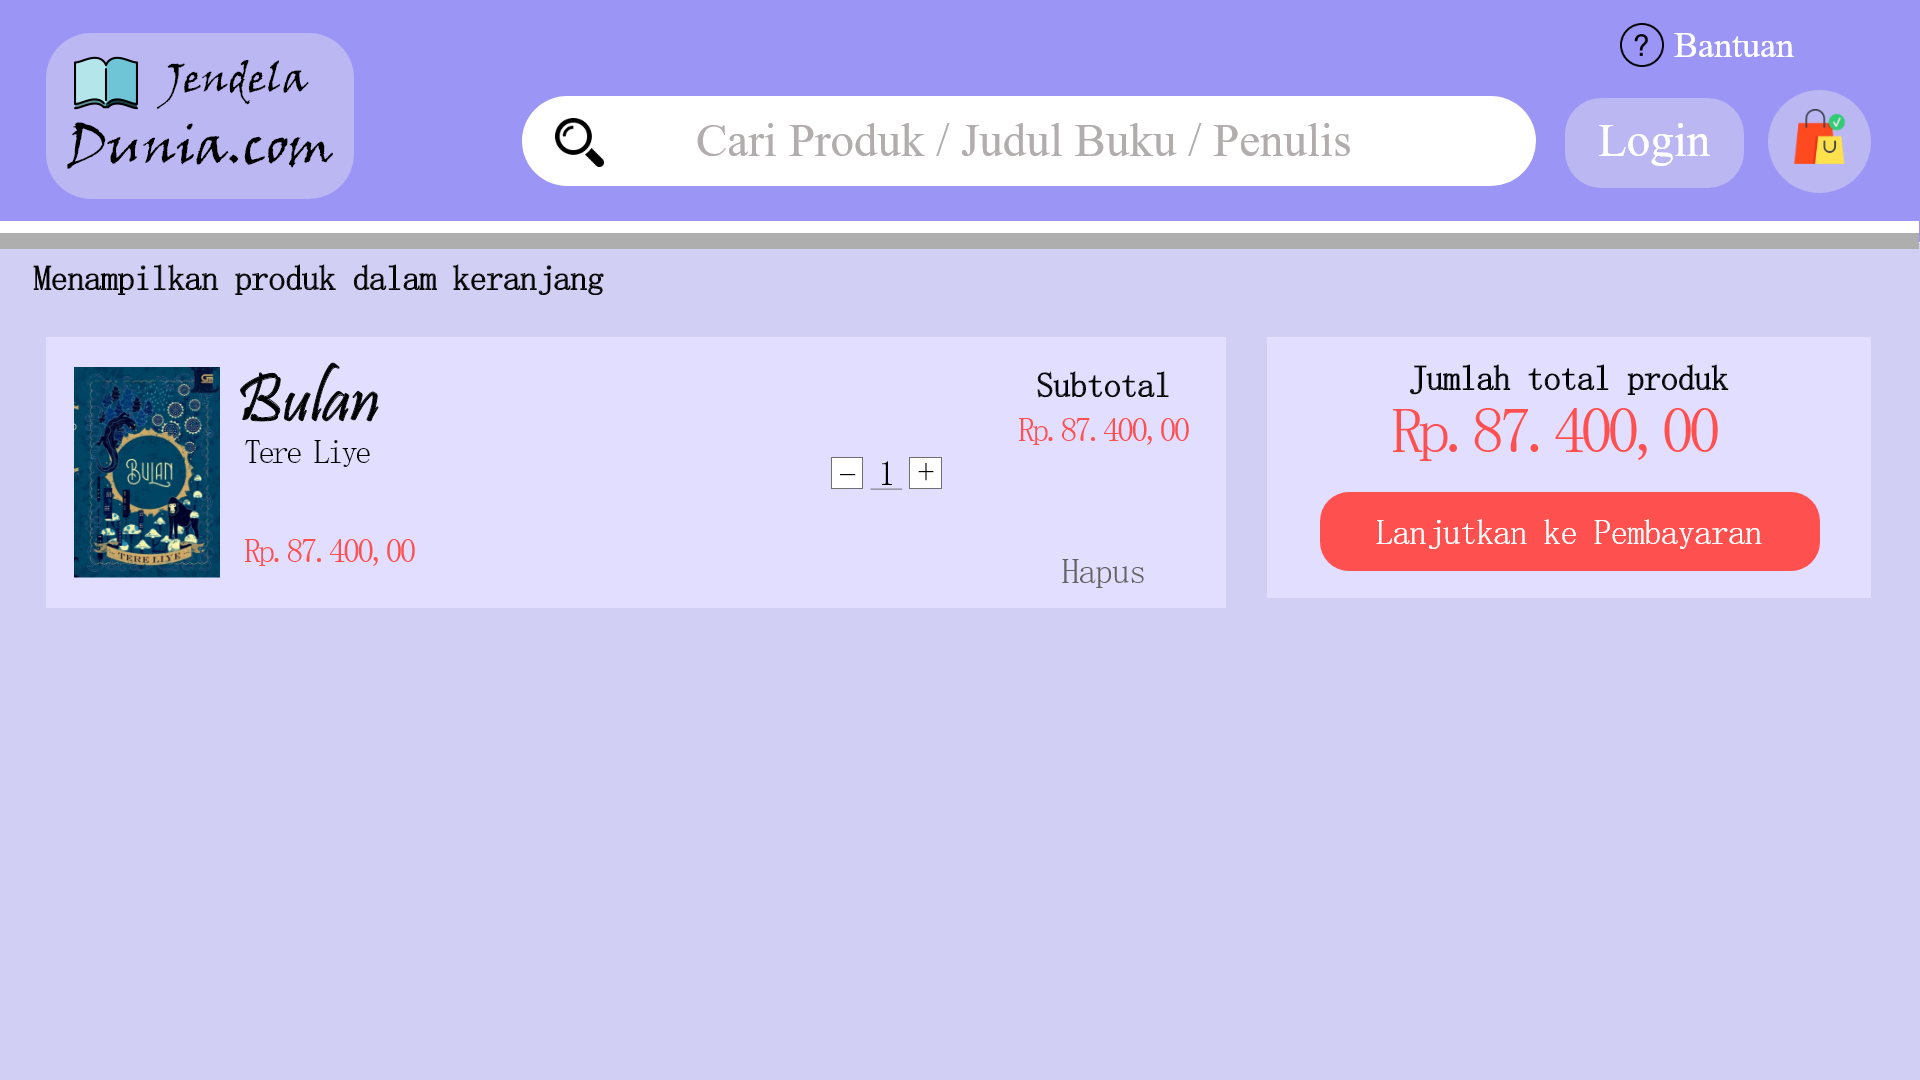 Jendela
Dunia.com
? Bantuan
Cari Produk / Judul Buku / Penulis
Login
Menampilkan produk dalam keranjang
BULAN
TERE LIYE
Bulan
Tere Liye
Rp. 87.400,00
– 1 +
Subtotal
Rp. 87.400,00
Hapus
Jumlah total produk
Rp. 87.400,00
Lanjutkan ke Pembayaran